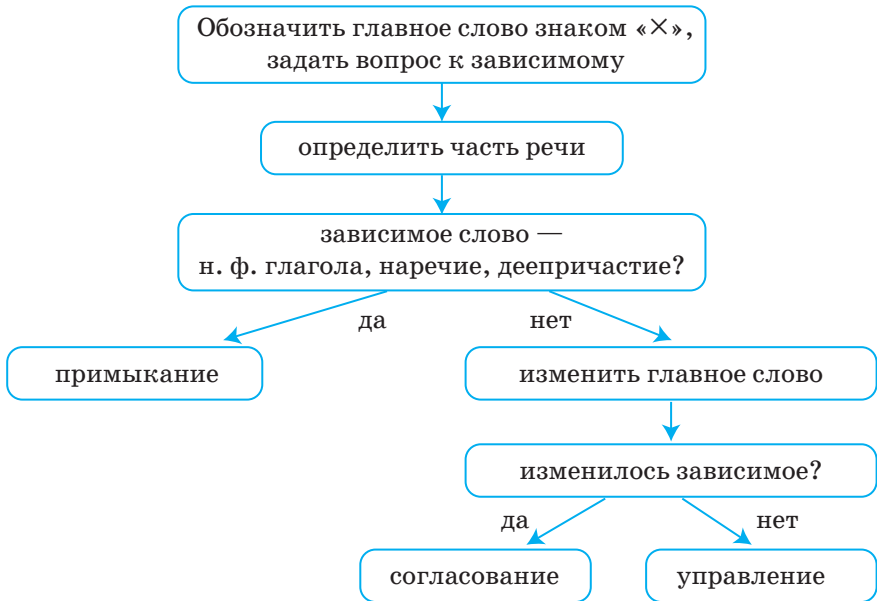 Обозначить главное слово знаком «×»,
задать вопрос к зависимому
определить часть речи
зависимое слово —
н. ф. глагола, наречие, деепричастие?
да
нет
примыкание
изменить главное слово
изменилось зависимое?
да
нет
согласование
управление